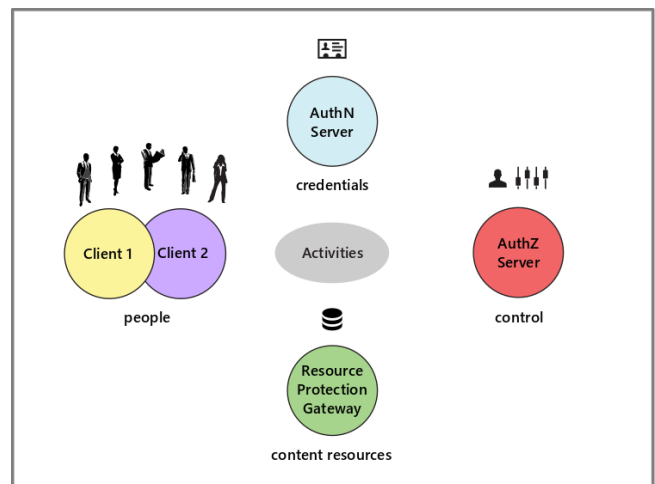 AuthN
Server
credentials
Client 1
Client 2
people
Activities
AuthZ
Server
control
Resource
Protection
Gateway
content resources